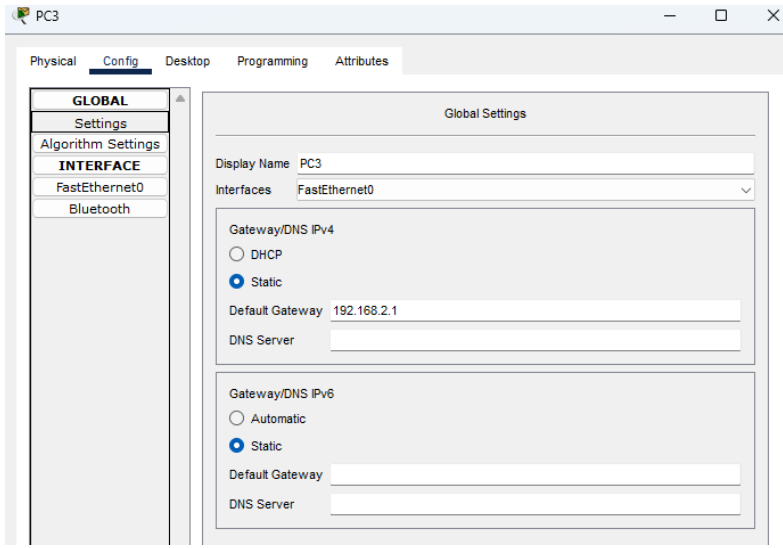 PC3
Physical Config Desktop Programming Attributes
GLOBAL
Settings
Algorithm Settings
INTERFACE
FastEthernet0
Bluetooth
Global Settings
Display Name PC3
Interfaces FastEthernet0
Gateway/DNS IPv4
DHCP
Static
Default Gateway 192.168.2.1
DNS Server
Gateway/DNS IPv6
Automatic
Static
Default Gateway
DNS Server